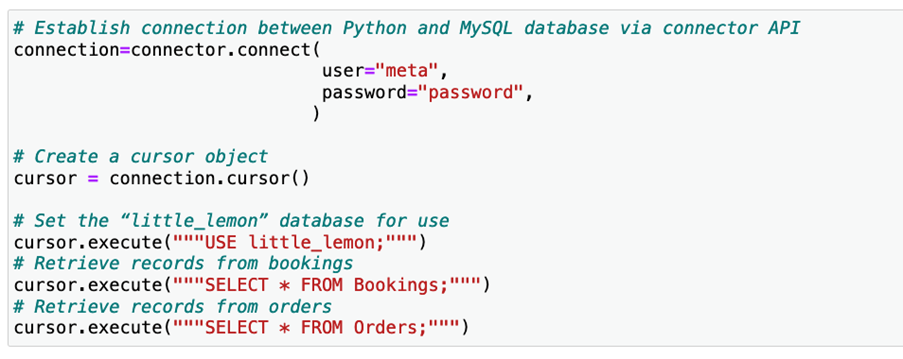 # Establish connection between Python and MySQL database via connector API
connection=connector.connect(
user="meta",
password="password",
)
# Create a cursor object
cursor = connection.cursor()
# Set the “little_lemon” database for use
cursor.execute("""USE little_lemon;""")
# Retrieve records from bookings
cursor.execute("""SELECT * FROM Bookings;""")
# Retrieve records from orders
cursor.execute("""SELECT * FROM Orders;""")